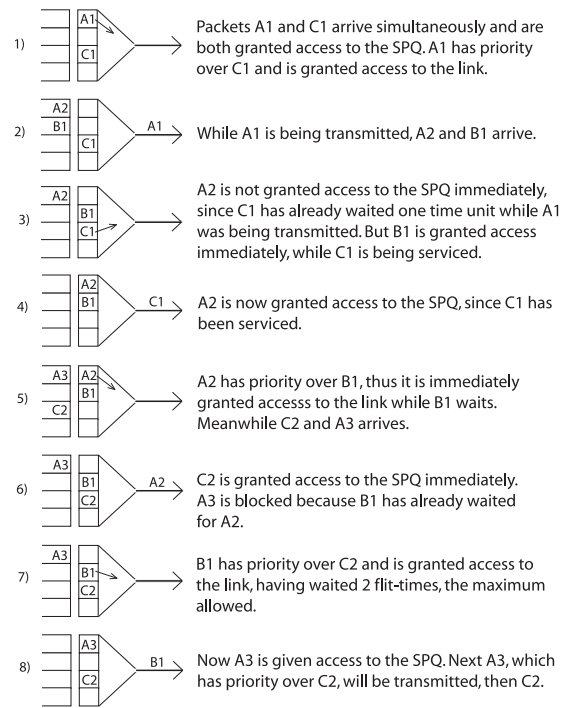 1)
A1
C1
Packets A1 and C1 arrive simultaneously and are
both granted access to the SPQ. A1 has priority
over C1 and is granted access to the link.
2)
A2
B1
C1
A1
While A1 is being transmitted, A2 and B1 arrive.
3)
A2
B1
C1
A2 is not granted access to the SPQ immediately,
since C1 has already waited one time unit while A1
was being transmitted. But B1 is granted access
immediately, while C1 is being serviced.
4)
A2
B1
C1
A2 is now granted access to the SPQ, since C1 has
been serviced.
5)
A3
A2
B1
C2
A2 has priority over B1, thus it is immediately
granted accesss to the link while B1 waits.
Meanwhile C2 and A3 arrives.
6)
A3
B1
C2
A2
C2 is granted access to the SPQ immediately.
A3 is blocked because B1 has already waited
for A2.
7)
A3
B1
C2
B1 has priority over C2 and is granted access to
the link, having waited 2 flit-times, the maximum
allowed.
8)
A3
C2
B1
Now A3 is given access to the SPQ. Next A3, which
has priority over C2, will be transmitted, then C2.